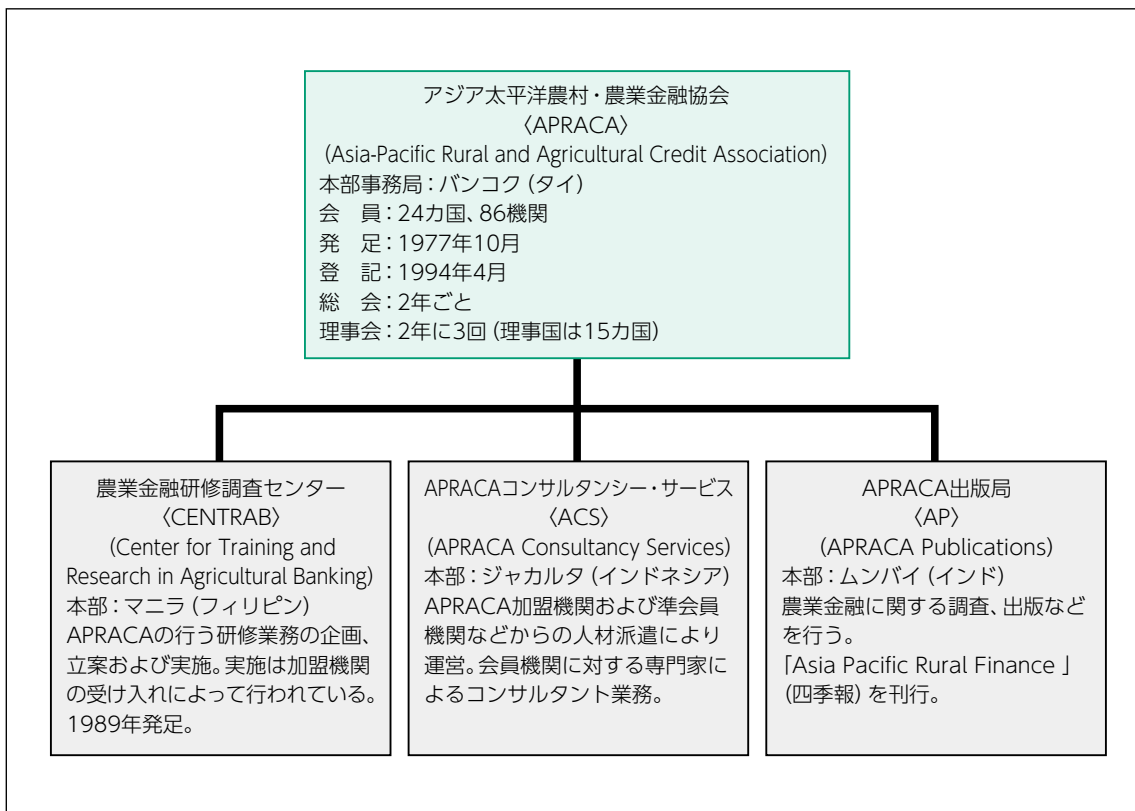 アジア太平洋農村・農業金融協会
〈APRACA〉
(Asia-Pacific Rural and Agricultural Credit Association)
本部事務局：バンコク（タイ）
会　員：24カ国、86機関
発　足：1977年10月
登　記：1994年4月
総　会：2年ごと
理事会：2年に3回（理事国は15カ国）
農業金融研修調査センター
〈CENTRAB〉
(Center for Training and
Research in Agricultural Banking)
本部：マニラ（フィリピン）
APRACAの行う研修業務の企画、
立案および実施。実施は加盟機関
の受け入れによって行われている。
1989年発足。
APRACAコンサルタンシー・サービス
〈ACS〉
(APRACA Consultancy Services)
本部：ジャカルタ（インドネシア）
APRACA加盟機関および準会員
機関などからの人材派遣により
運営。会員機関に対する専門家に
よるコンサルタント業務。
APRACA出版局
〈AP〉
(APRACA Publications)
本部：ムンバイ（インド）
農業金融に関する調査、出版など
を行う。
「Asia Pacific Rural Finance 」
（四季報）を刊行。